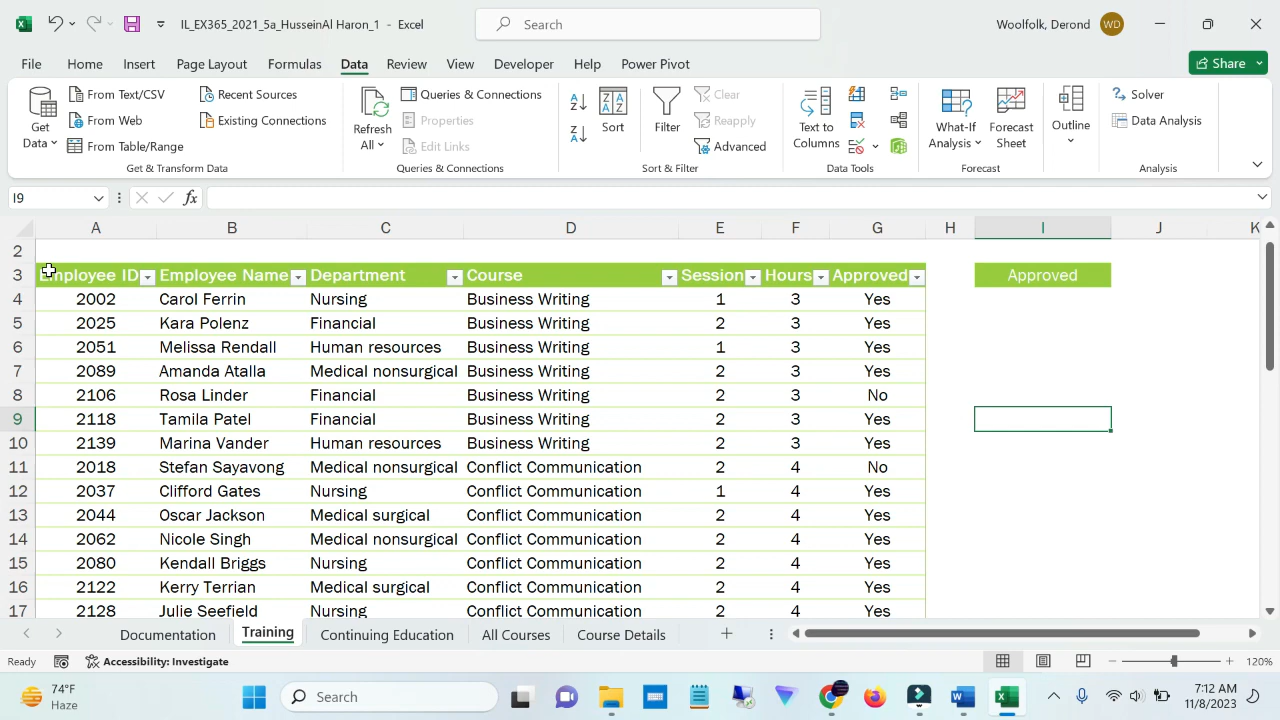 IL_EX365_2021_5a_HusseinAl Haron_1 - Excel
Search
Woolfolk, Derond
WD
File Home Insert Page Layout Formulas Data Review View Developer Help Power Pivot
Share
Get Data
From Text/CSV
From Web
From Table/Range
Recent Sources
Existing Connections
Get & Transform Data
Refresh All
Queries & Connections
Properties
Edit Links
Queries & Connections
Sort
Filter
Clear
Reapply
Advanced
Sort & Filter
Text to Columns
Data Tools
What-If Analysis
Forecast Sheet
Forecast
Outline
Solver
Data Analysis
Analysis
I9
fx
A B C D E F G H I J K
2
3 Employee ID Employee Name Department Course Session Hours Approved Approved
4 2002 Carol Ferrin Nursing Business Writing 1 3 Yes
5 2025 Kara Polenz Financial Business Writing 2 3 Yes
6 2051 Melissa Rendall Human resources Business Writing 1 3 Yes
7 2089 Amanda Atalla Medical nonsurgical Business Writing 2 3 Yes
8 2106 Rosa Linder Financial Business Writing 2 3 No
9 2118 Tamila Patel Financial Business Writing 2 3 Yes
10 2139 Marina Vander Human resources Business Writing 2 3 Yes
11 2018 Stefan Sayavong Medical nonsurgical Conflict Communication 2 4 No
12 2037 Clifford Gates Nursing Conflict Communication 1 4 Yes
13 2044 Oscar Jackson Medical surgical Conflict Communication 2 4 Yes
14 2062 Nicole Singh Medical nonsurgical Conflict Communication 2 4 Yes
15 2080 Kendall Briggs Nursing Conflict Communication 2 4 Yes
16 2122 Kerry Terrian Medical surgical Conflict Communication 2 4 Yes
17 2128 Julie Seefield Nursing Conflict Communication 2 4 Yes
Documentation Training Continuing Education All Courses Course Details
Ready
Accessibility: Investigate
120%
74°F
Haze
Search
7:12 AM
11/8/2023